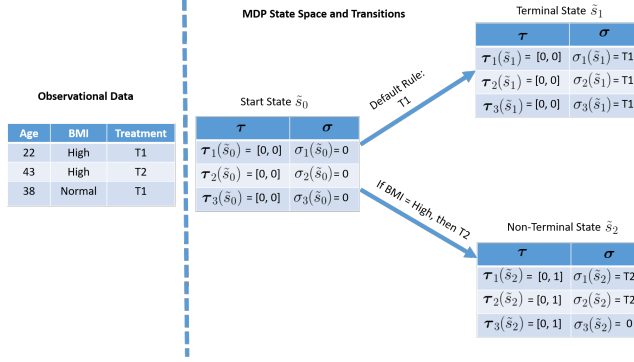 MDP State Space and Transitions
Observational Data
Age BMI Treatment
22 High T1
43 High T2
38 Normal T1
Start State s̃₀
τ σ
τ₁(s̃₀) = [0, 0] σ₁(s̃₀) = 0
τ₂(s̃₀) = [0, 0] σ₂(s̃₀) = 0
τ₃(s̃₀) = [0, 0] σ₃(s̃₀) = 0
Default Rule:
T1
If BMI = High, then T2
Terminal State s̃₁
τ σ
τ₁(s̃₁) = [0, 0] σ₁(s̃₁) = T1
τ₂(s̃₁) = [0, 0] σ₂(s̃₁) = T1
τ₃(s̃₁) = [0, 0] σ₃(s̃₁) = T1
Non-Terminal State s̃₂
τ σ
τ₁(s̃₂) = [0, 1] σ₁(s̃₂) = T2
τ₂(s̃₂) = [0, 1] σ₂(s̃₂) = T2
τ₃(s̃₂) = [0, 1] σ₃(s̃₂) = 0